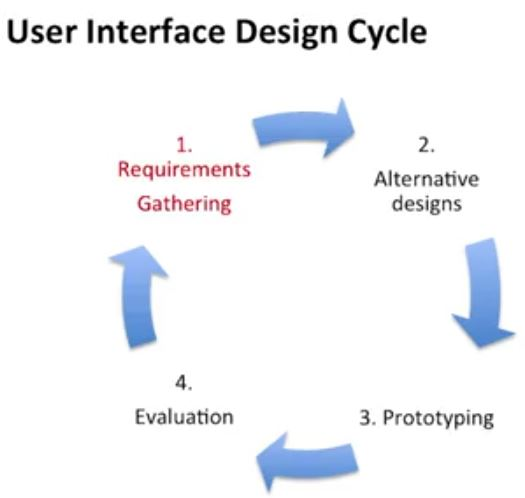 User Interface Design Cycle
1.
Requirements
Gathering
2.
Alternative
designs
3. Prototyping
4.
Evaluation